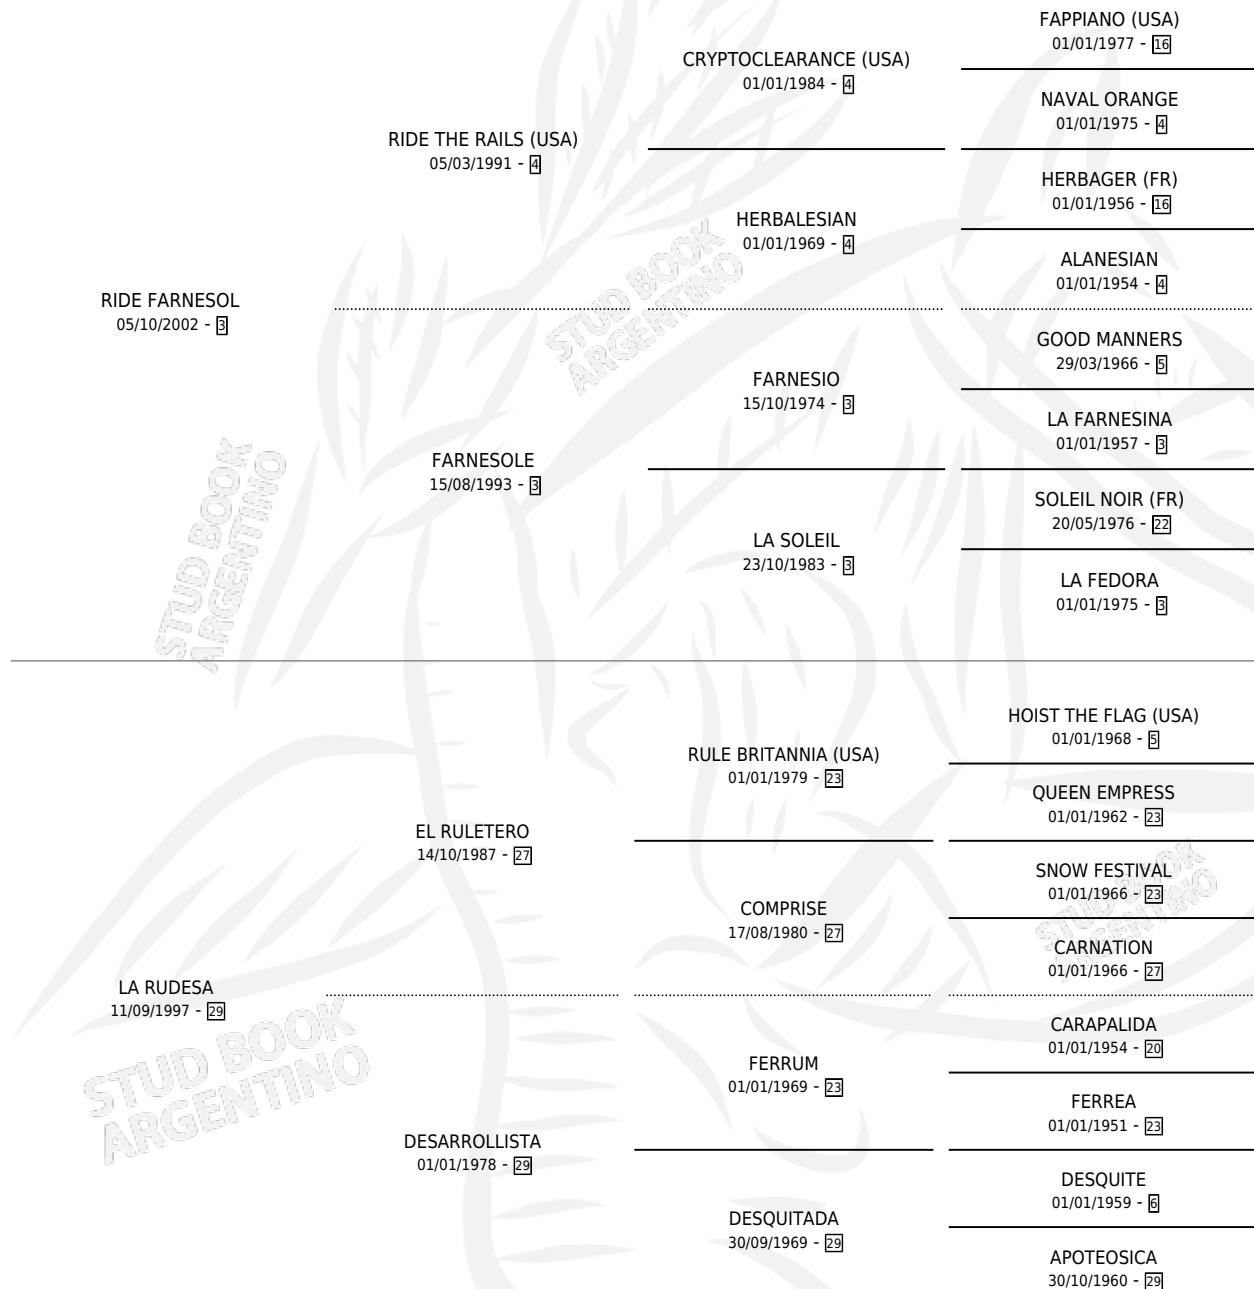 FAPPIANO (USA)
01/01/1977 - 16
CRYPTOCLEARANCE (USA)
01/01/1984 - 4
NAVAL ORANGE
01/01/1975 - 4
RIDE THE RAILS (USA)
05/03/1991 - 4
HERBAGER (FR)
01/01/1956 - 16
HERBALESIAN
01/01/1969 - 4
ALANESIAN
01/01/1954 - 4
RIDE FARNESOL
05/10/2002 - 3
GOOD MANNERS
29/03/1966 - 5
FARNESIO
15/10/1974 - 3
LA FARNESINA
01/01/1957 - 3
FARNESOLE
15/08/1993 - 3
SOLEIL NOIR (FR)
20/05/1976 - 22
LA SOLEIL
23/10/1983 - 3
LA FEDORA
01/01/1975 - 3
HOIST THE FLAG (USA)
01/01/1968 - 5
RULE BRITANNIA (USA)
01/01/1979 - 23
QUEEN EMPRESS
01/01/1962 - 23
EL RULETERO
14/10/1987 - 27
SNOW FESTIVAL
01/01/1966 - 23
COMPRISE
17/08/1980 - 27
CARNATION
01/01/1966 - 27
LA RUDESA
11/09/1997 - 29
CARAPALIDA
01/01/1954 - 20
FERRUM
01/01/1969 - 23
FERREA
01/01/1951 - 23
DESARROLLISTA
01/01/1978 - 29
DESQUITE
01/01/1959 - 6
DESQUITADA
30/09/1969 - 29
APOTEOSICA
30/10/1960 - 29
STUD BOOK
ARGENTINO
STUD BOOK
ARGENTINO
STUD BOOK
ARGENTINO
STUD BOOK
ARGENTINO